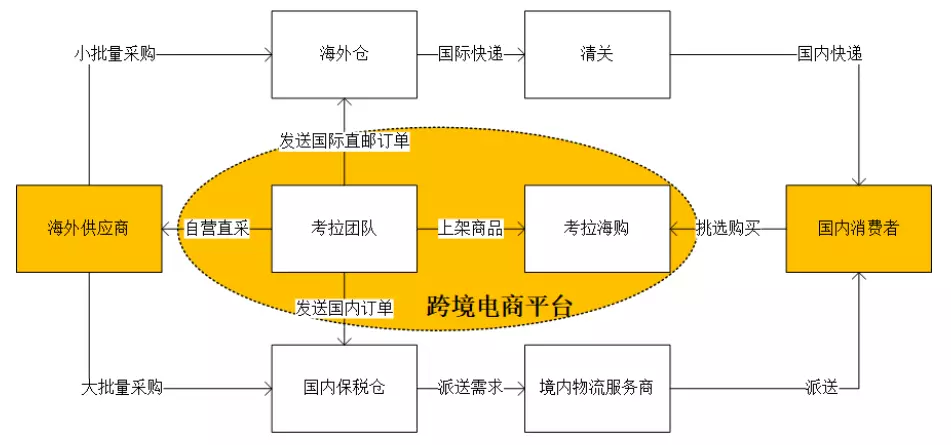 小批量采购
海外仓
国际快递
清关
国内快递
发送国际直邮订单
海外供应商
自营直采
考拉团队
上架商品
考拉海购
挑选购买
国内消费者
发送国内订单
跨境电商平台
大批量采购
国内保税仓
派送需求
境内物流服务商
派送